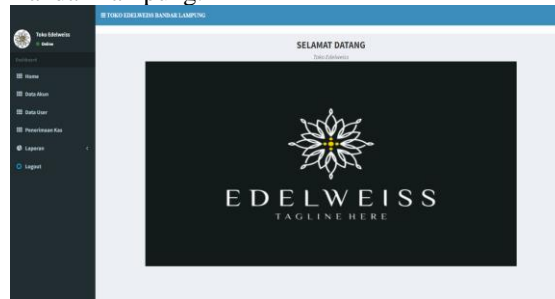 TOKO EDELWEISS BANDAR LAMPUNG
Toko Edelweiss
Online
Dashboard
Home
Data Akun
Data User
Penerimaan Kas
Laporan
Logout
SELAMAT DATANG
Toko Edelweiss
EDELWEISS
TAGLINE HERE